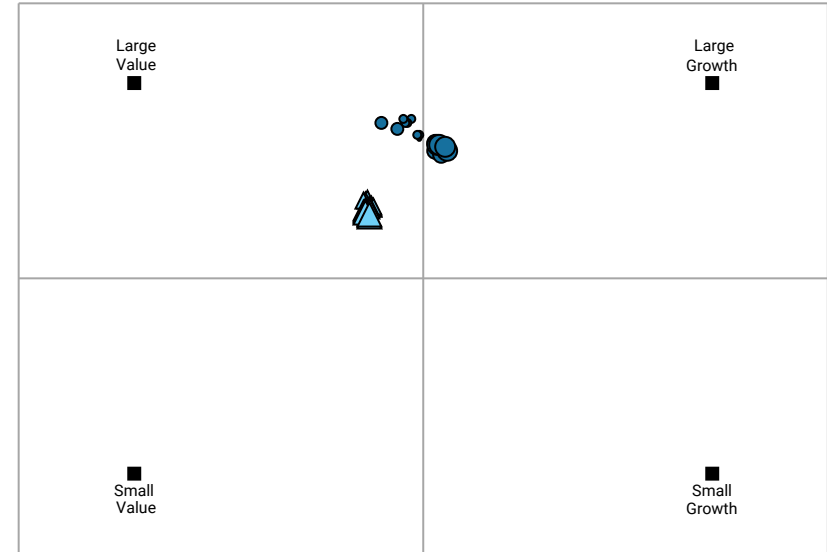 Large
Value
Large
Growth
Small
Value
Small
Growth